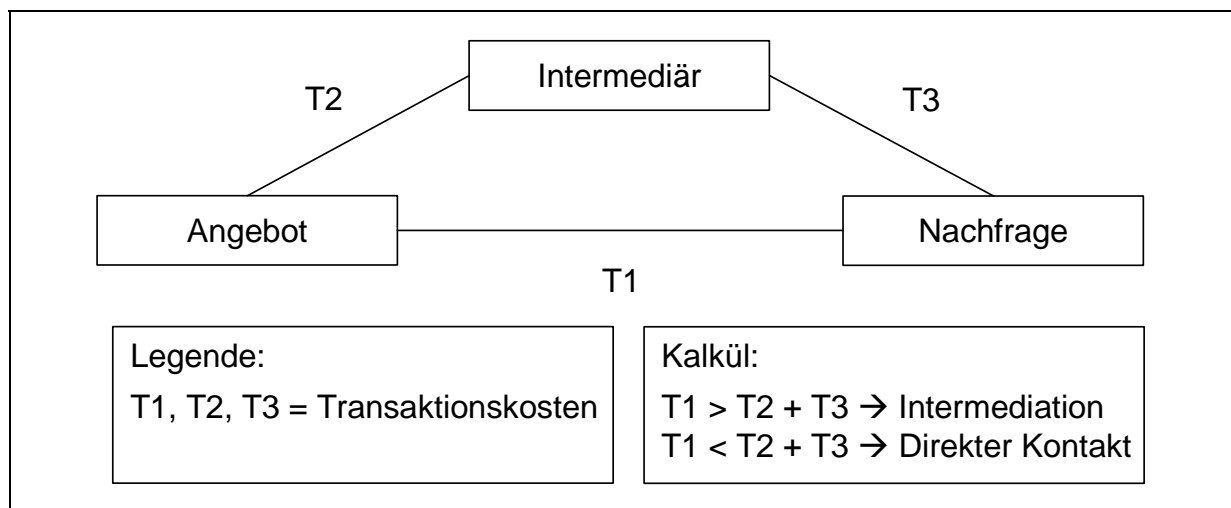 Intermediär
T2
T3
Angebot
Nachfrage
T1
Legende:
T1, T2, T3 = Transaktionskosten
Kalkül:
T1 > T2 + T3 → Intermediation
T1 < T2 + T3 → Direkter Kontakt